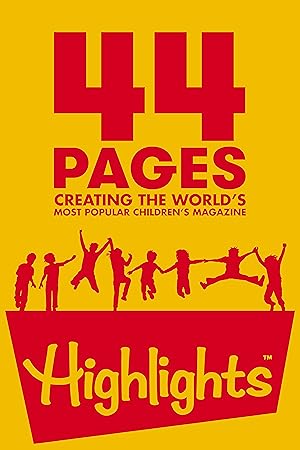 44
PAGES
CREATING THE WORLD'S
MOST POPULAR CHILDREN'S MAGAZINE
Highlights™